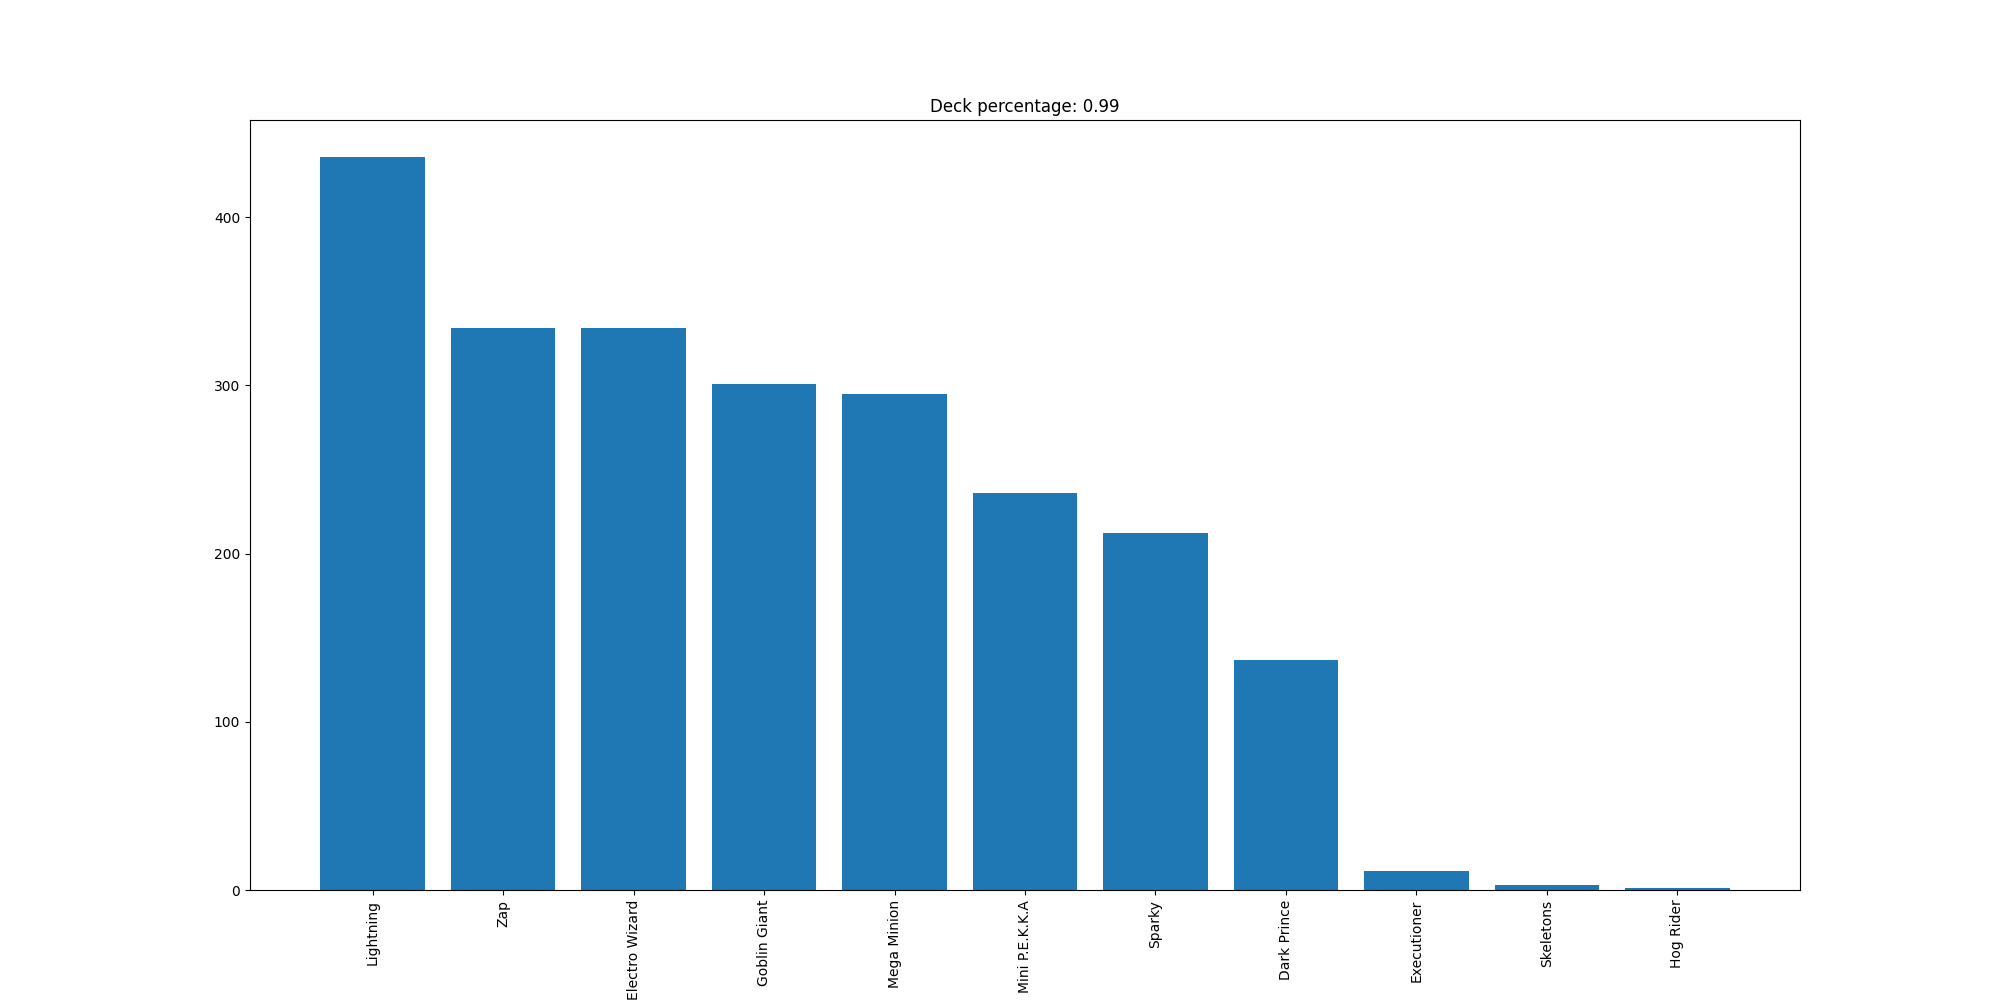 Deck percentage: 0.99
400
300
200
100
0
Lightning
Zap
Electro Wizard
Goblin Giant
Mega Minion
Mini P.E.K.K.A
Sparky
Dark Prince
Executioner
Skeletons
Hog Rider